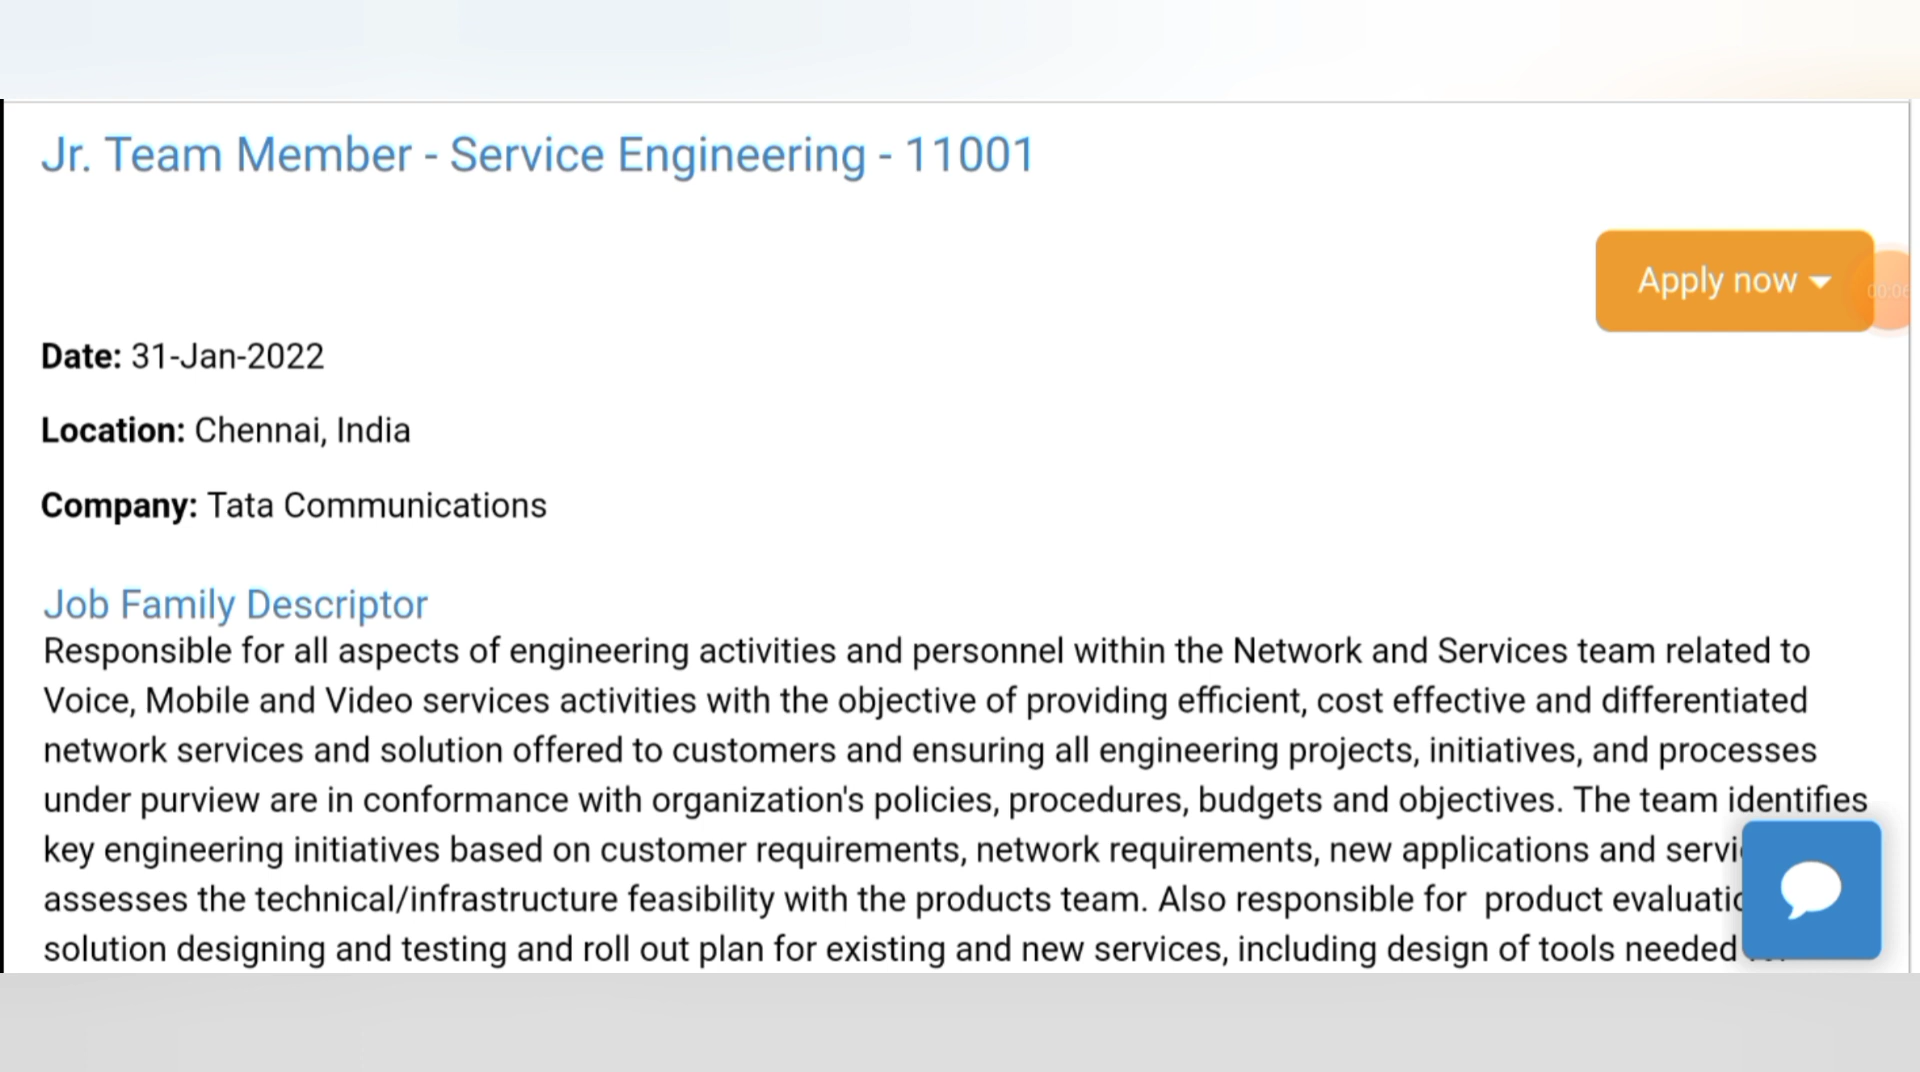 Jr. Team Member - Service Engineering - 11001
Apply now
00:06
Date: 31-Jan-2022
Location: Chennai, India
Company: Tata Communications
Job Family Descriptor
Responsible for all aspects of engineering activities and personnel within the Network and Services team related to
Voice, Mobile and Video services activities with the objective of providing efficient, cost effective and differentiated
network services and solution offered to customers and ensuring all engineering projects, initiatives, and processes
under purview are in conformance with organization's policies, procedures, budgets and objectives. The team identifies
key engineering initiatives based on customer requirements, network requirements, new applications and
assesses the technical/infrastructure feasibility with the products team. Also responsible for  product
solution designing and testing and roll out plan for existing and new services, including design of tools needed